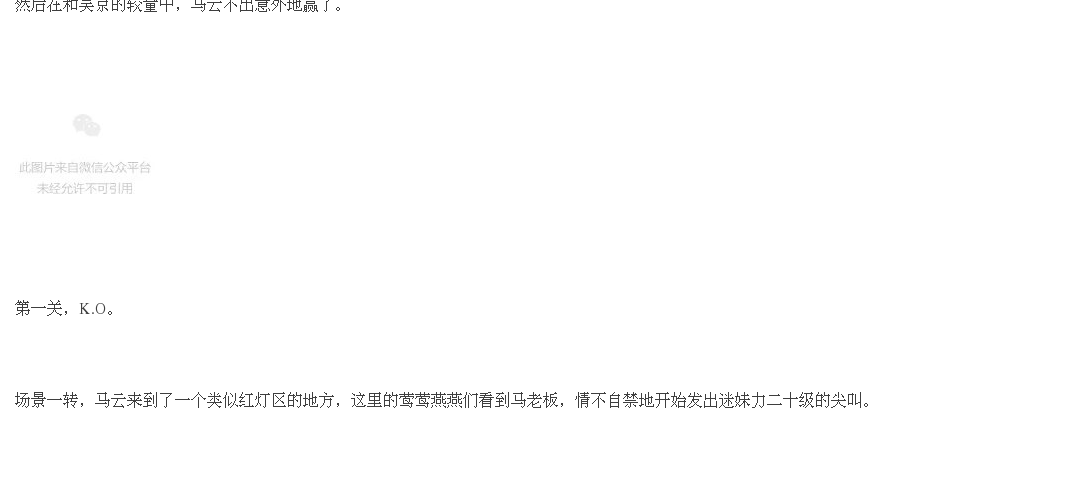 然后在和吴京的较量中，马云不出意外地赢了。
此图片来自微信公众平台
未经允许不可引用
第一关，K.O。
场景一转，马云来到了一个类似红灯区的地方，这里的莺莺燕燕们看到马老板，情不自禁地开始发出迷妹力二十级的尖叫。